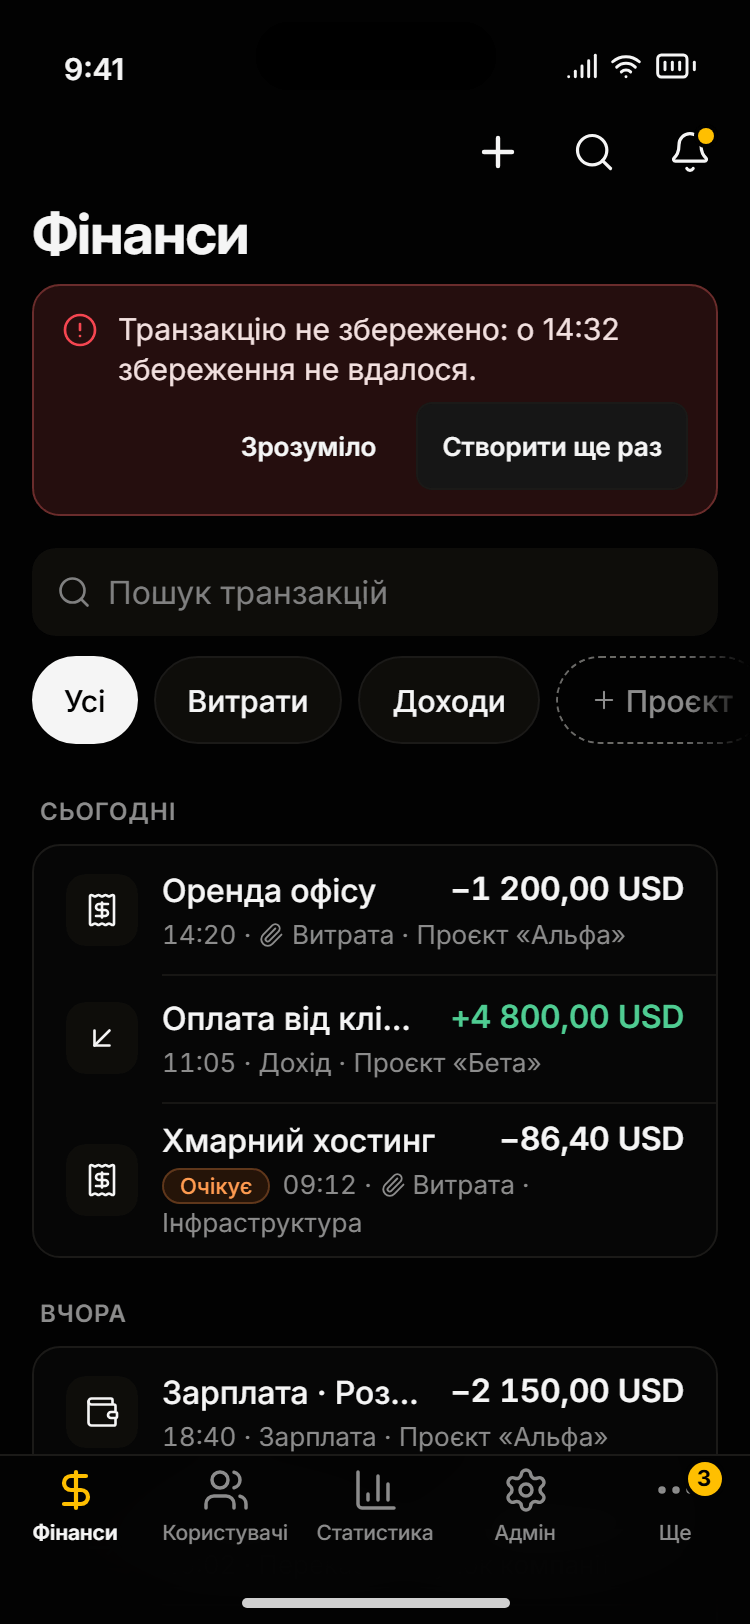 9:41
Фінанси
Транзакцію не збережено: о 14:32
збереження не вдалося.
Зрозуміло
Створити ще раз
Пошук транзакцій
Усі
Витрати
Доходи
+ Проєкт
СЬОГОДНІ
Оренда офісу −1 200,00 USD
14:20 · Витрата · Проєкт «Альфа»
Оплата від клі... +4 800,00 USD
11:05 · Дохід · Проєкт «Бета»
Хмарний хостинг −86,40 USD
Очікує 09:12 · Витрата ·
Інфраструктура
ВЧОРА
Зарплата · Роз... −2 150,00 USD
18:40 · Зарплата · Проєкт «Альфа»
3
Фінанси
Користувачі
Статистика
Адмін
Ще